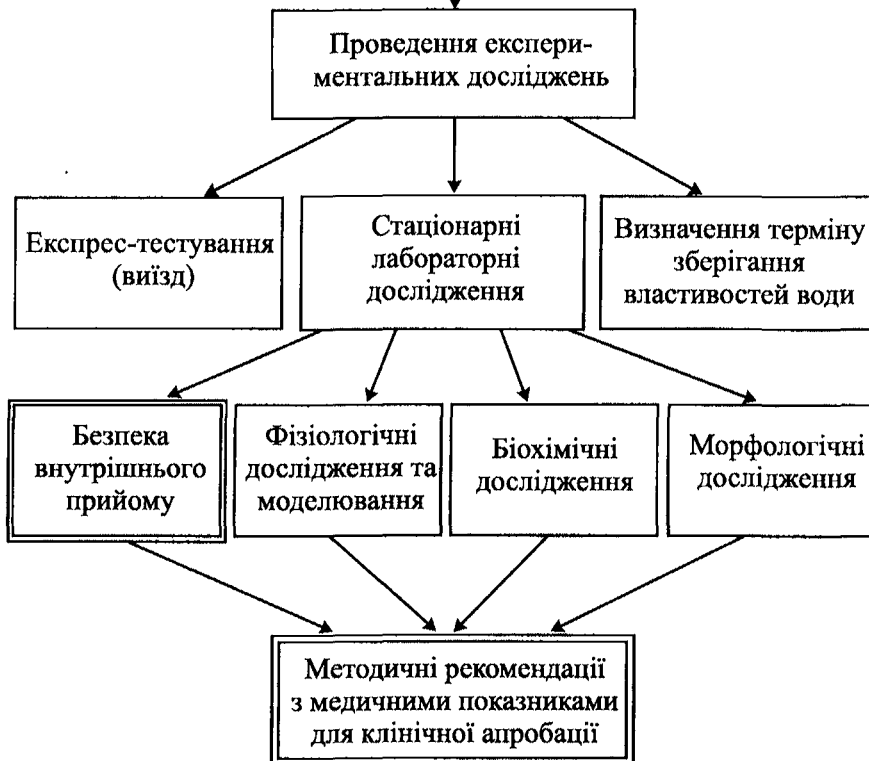 Проведення експери-
ментальних досліджень
Експрес-тестування
(виїзд)
Стаціонарні
лабораторні
дослідження
Визначення терміну
зберігання
властивостей води
Безпека
внутрішнього
прийому
Фізіологічні
дослідження та
моделювання
Біохімічні
дослідження
Морфологічні
дослідження
Методичні рекомендації
з медичними показниками
для клінічної апробації